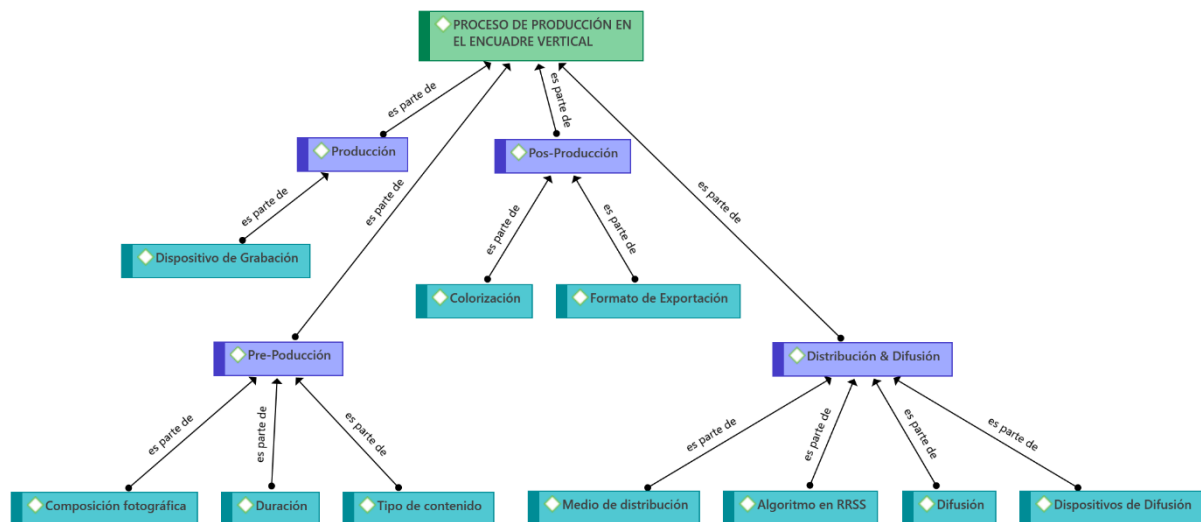 PROCESO DE PRODUCCIÓN EN
EL ENCUADRE VERTICAL
es parte de
es parte de
es parte de
es parte de
Producción
Pos-Producción
es parte de
es parte de
es parte de
Dispositivo de Grabación
Colorización
Formato de Exportación
Pre-Poducción
Distribución & Difusión
es parte de
es parte de
es parte de
es parte de
es parte de
es parte de
es parte de
Composición fotográfica
Duración
Tipo de contenido
Medio de distribución
Algoritmo en RRSS
Difusión
Dispositivos de Difusión